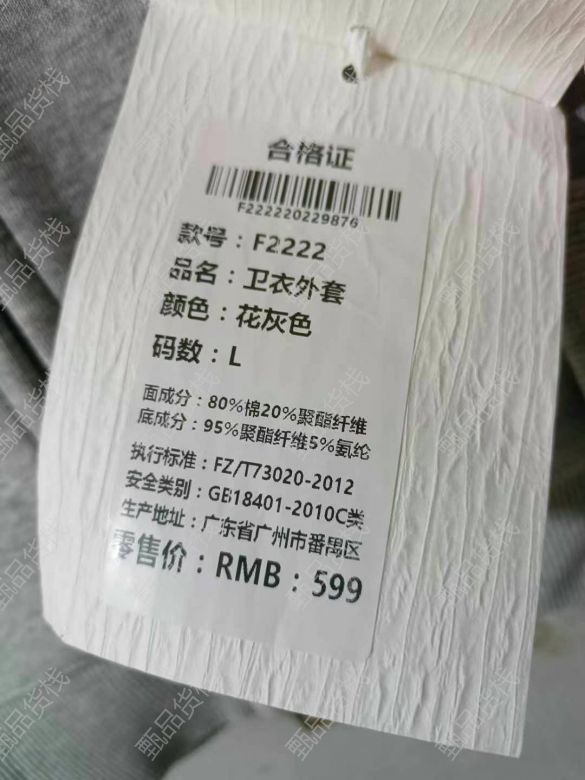 合格证
F222220229876
款号：F2222
品名：卫衣外套
颜色：花灰色
码数：L
面成分：80%棉20%聚酯纤维
底成分：95%聚酯纤维5%氨纶
执行标准：FZ/T73020-2012
安全类别：GB18401-2010C类
生产地址：广东省广州市番禺区
零售价：RMB：599
甄品货栈